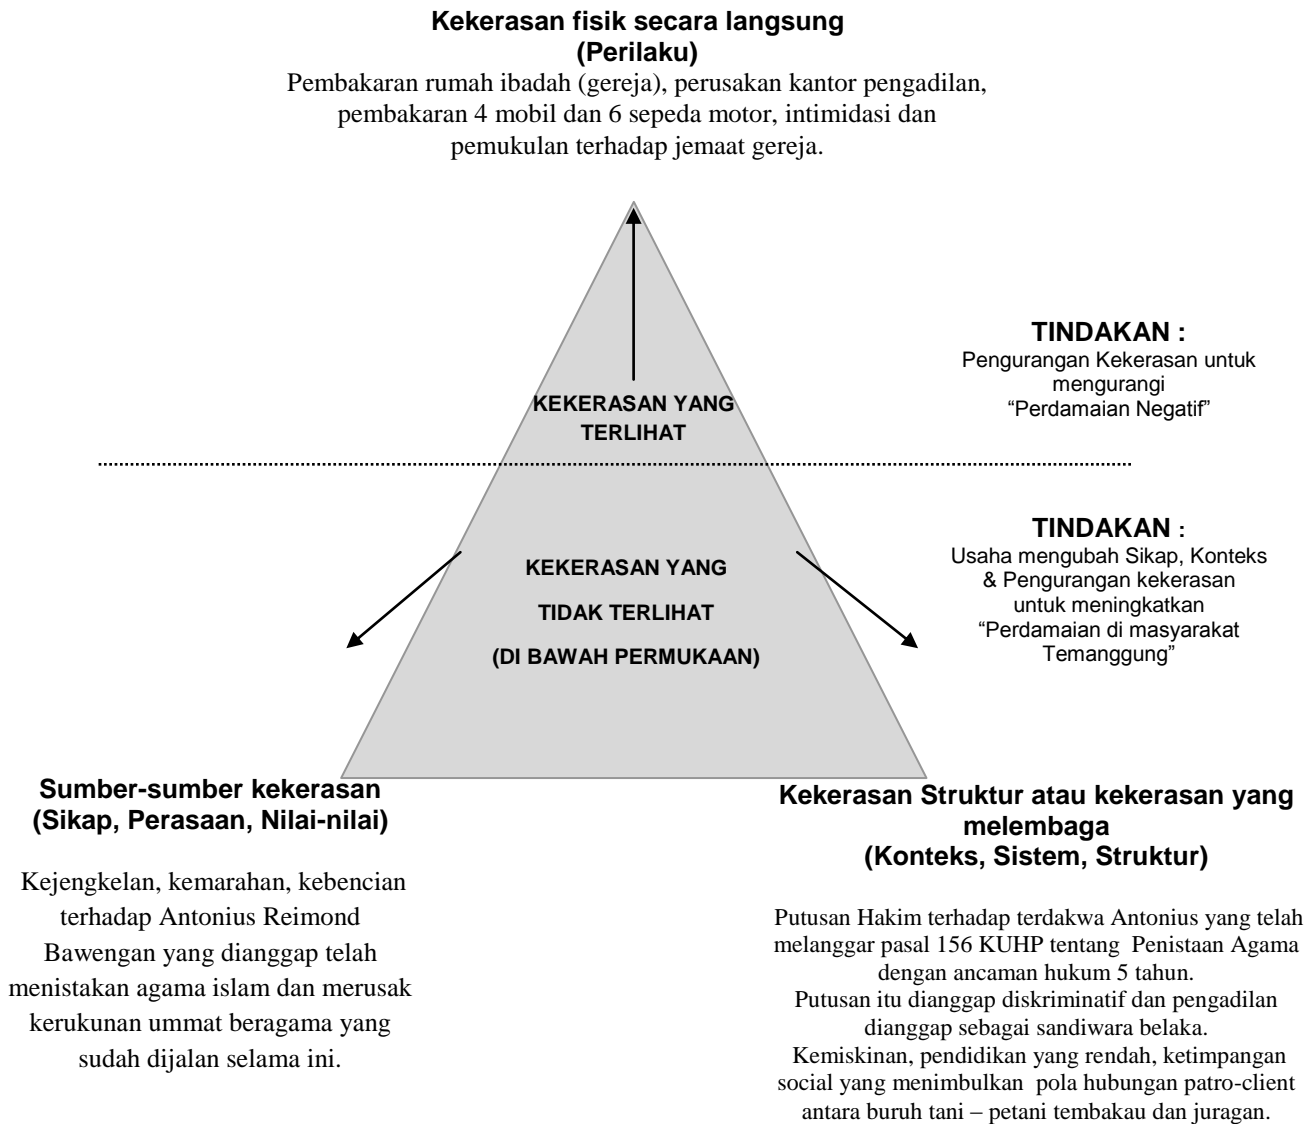 Kekerasan fisik secara langsung
(Perilaku)
Pembakaran rumah ibadah (gereja), perusakan kantor pengadilan,
pembakaran 4 mobil dan 6 sepeda motor, intimidasi dan
pemukulan terhadap jemaat gereja.
KEKERASAN YANG
TERLIHAT
TINDAKAN :
Pengurangan Kekerasan untuk
mengurangi
“Perdamaian Negatif”
KEKERASAN YANG
TIDAK TERLIHAT
(DI BAWAH PERMUKAAN)
TINDAKAN :
Usaha mengubah Sikap, Konteks
& Pengurangan kekerasan
untuk meningkatkan
“Perdamaian di masyarakat
Temanggung”
Sumber-sumber kekerasan
(Sikap, Perasaan, Nilai-nilai)
Kejengkelan, kemarahan, kebencian
terhadap Antonius Reimond
Bawengan yang dianggap telah
menistakan agama islam dan merusak
kerukunan ummat beragama yang
sudah dijalan selama ini.
Kekerasan Struktur atau kekerasan yang
melembaga
(Konteks, Sistem, Struktur)
Putusan Hakim terhadap terdakwa Antonius yang telah
melanggar pasal 156 KUHP tentang Penistaan Agama
dengan ancaman hukum 5 tahun.
Putusan itu dianggap diskriminatif dan pengadilan
dianggap sebagai sandiwara belaka.
Kemiskinan, pendidikan yang rendah, ketimpangan
social yang menimbulkan pola hubungan patro-client
antara buruh tani – petani tembakau dan juragan.